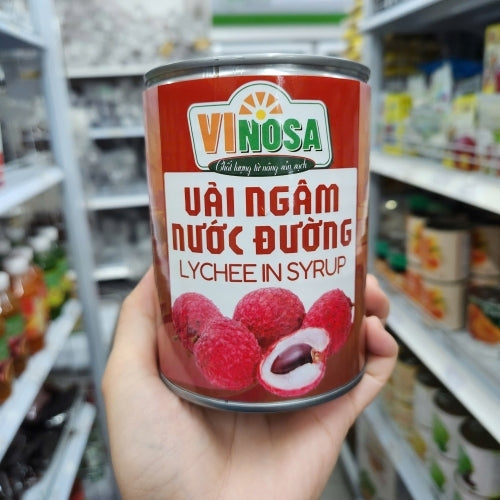 VINOSA
Chất lượng từ nông sản sạch
VẢI NGÂM
NƯỚC ĐƯỜNG
LYCHEE IN SYRUP